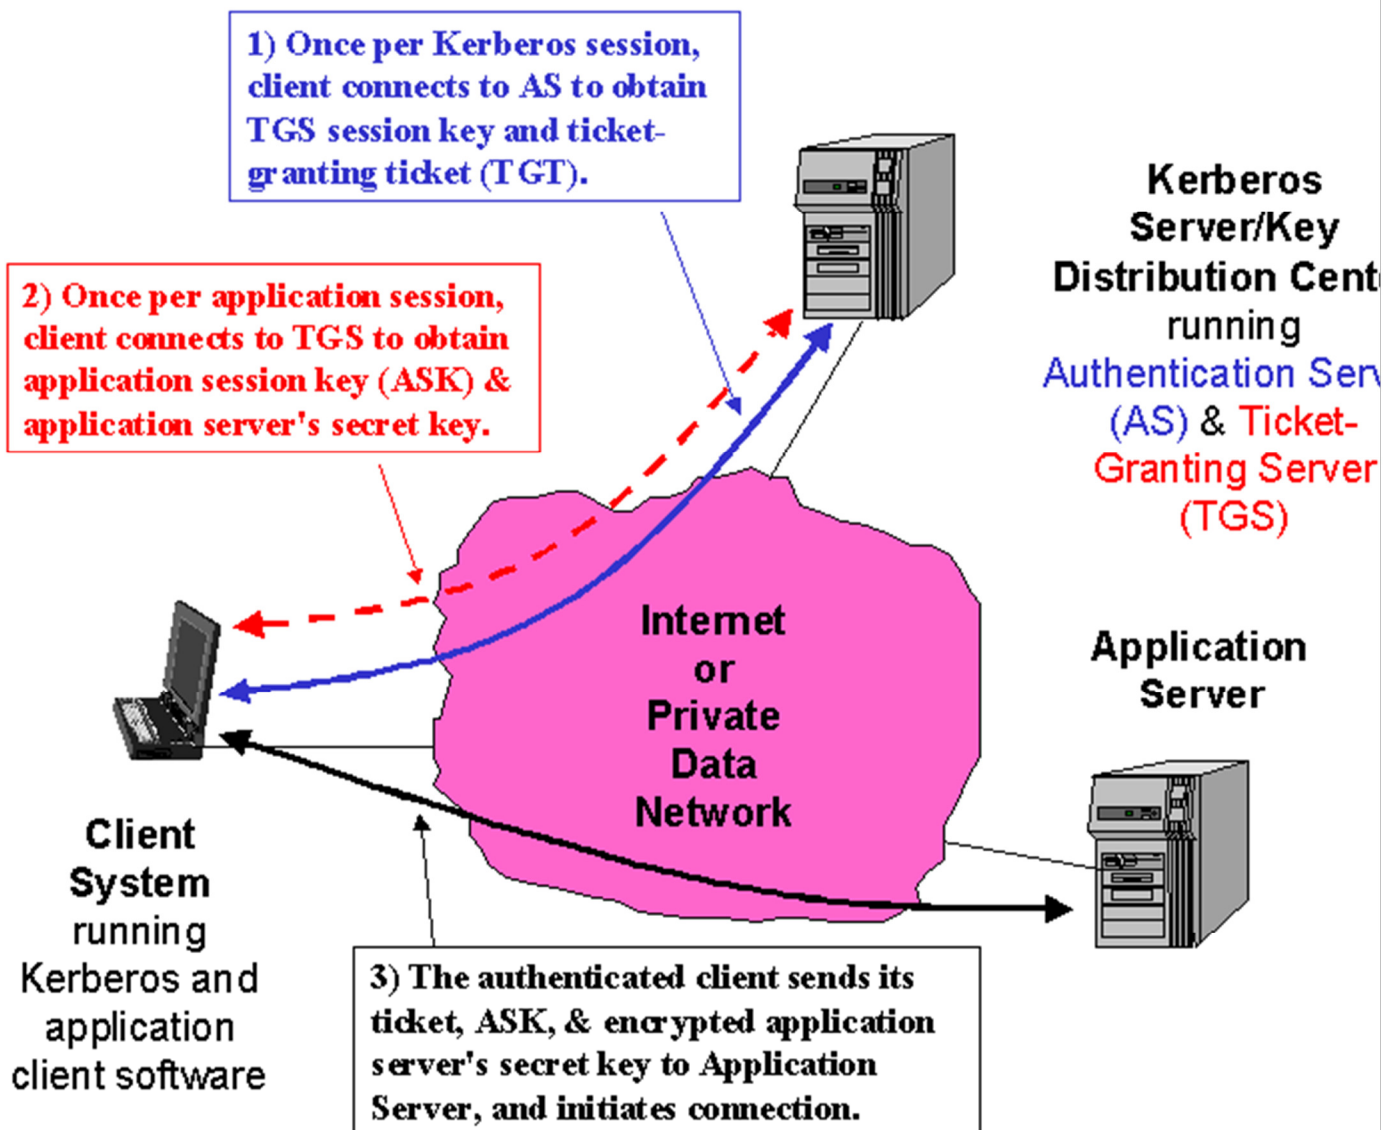 1) Once per Kerberos session,
client connects to AS to obtain
TGS session key and ticket-
granting ticket (TGT).
2) Once per application session,
client connects to TGS to obtain
application session key (ASK) &
application server's secret key.
Kerberos
Server/Key
Distribution Cente
running
Authentication Serv
(AS) & Ticket-
Granting Server
(TGS)
Internet
or
Private
Data
Network
Application
Server
Client
System
running
Kerberos and
application
client software
3) The authenticated client sends its
ticket, ASK, & encrypted application
server's secret key to Application
Server, and initiates connection.